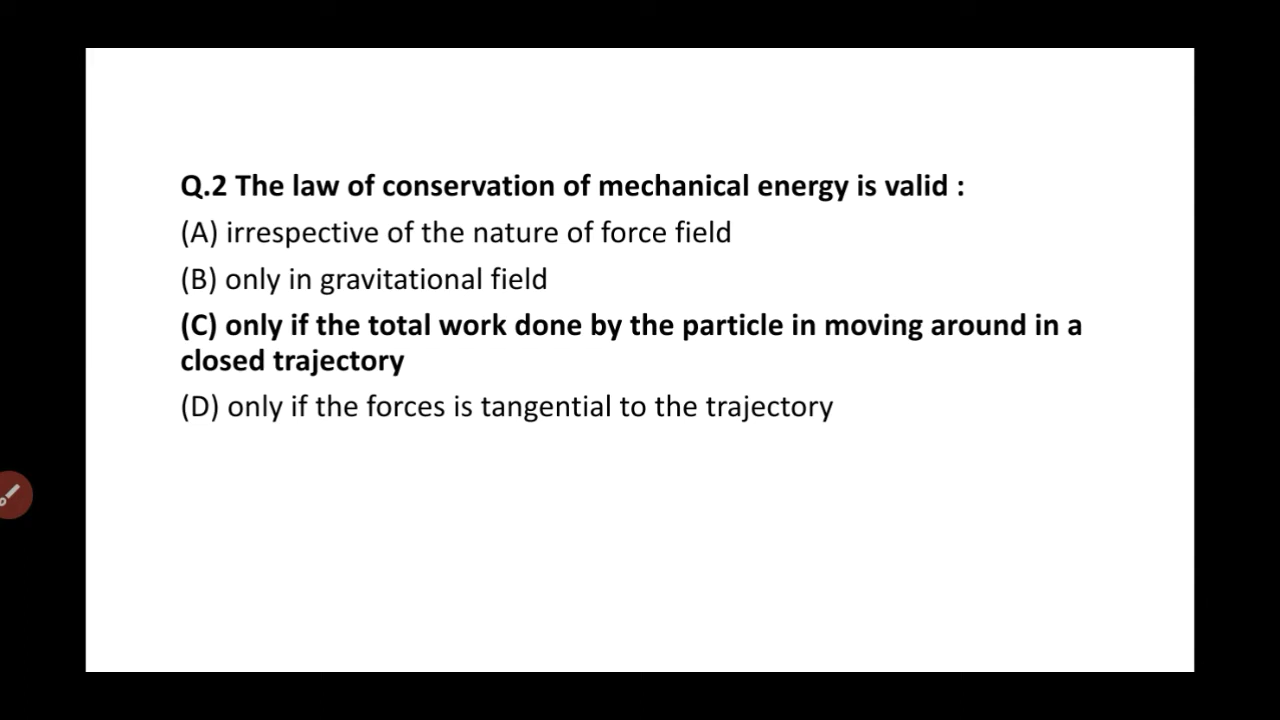 Q.2 The law of conservation of mechanical energy is valid :
(A) irrespective of the nature of force field
(B) only in gravitational field
(C) only if the total work done by the particle in moving around in a
closed trajectory
(D) only if the forces is tangential to the trajectory